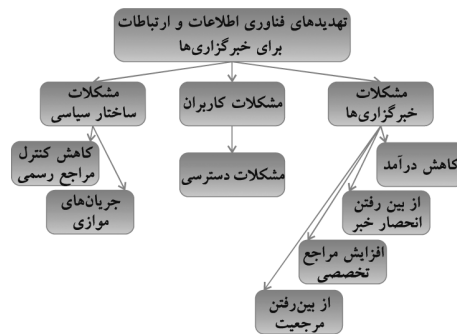 تهدیدهای فناوری اطلاعات و ارتباطات
برای خبرگزاری‌ها
مشکلات
خبرگزاری‌ها
مشکلات کاربران
مشکلات
ساختار سیاسی
کاهش درآمد
از بین رفتن
انحصار خبر
افزایش مراجع
تخصصی
از بین‌رفتن
مرجعیت
مشکلات دسترسی
کاهش کنترل
مراجع رسمی
جریان‌های
موازی